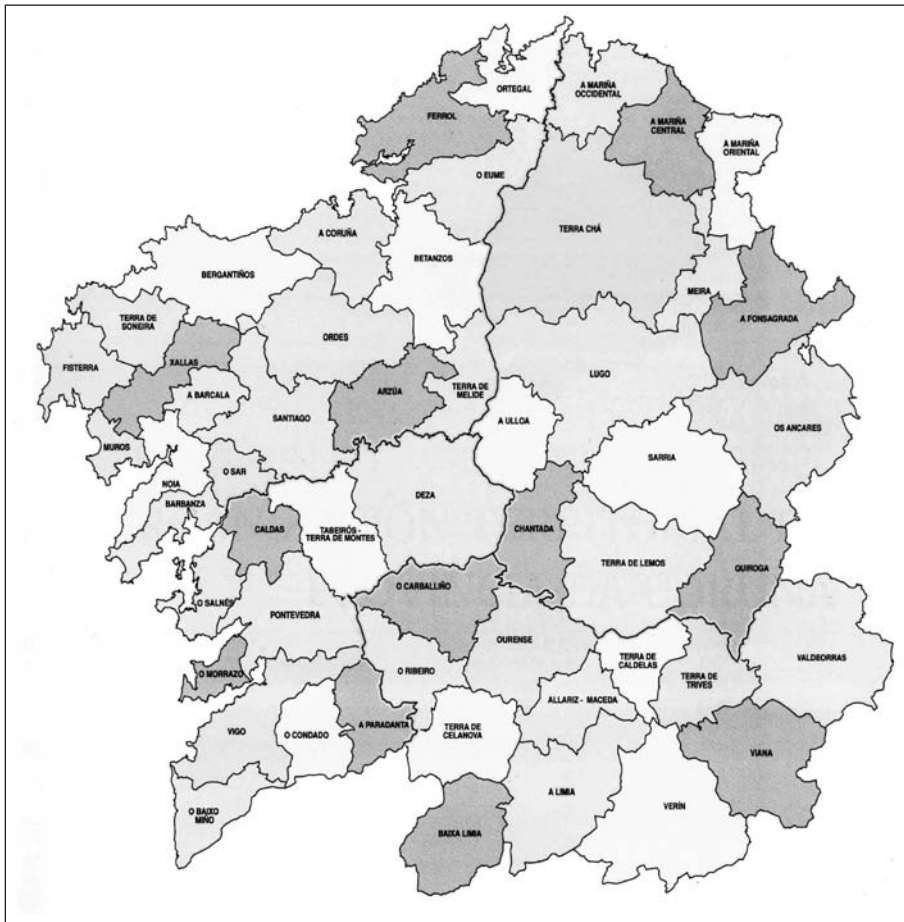 ORTEGAL
A MARIÑA
OCCIDENTAL
FERROL
A MARIÑA
CENTRAL
A MARIÑA
ORIENTAL
O EUME
TERRA CHÁ
A CORUÑA
BETANZOS
BERGANTIÑOS
MEIRA
A FONSAGRADA
TERRA DE
SONEIRA
ORDES
XALLAS
FISTERRA
LUGO
A BARCALA
ARZÚA
TERRA DE
MELIDE
SANTIAGO
A ULLOA
OS ANCARES
MUROS
O SAR
SARRIA
NOIA
DEZA
BARBANZA
CALDAS
TABEIRÓS -
TERRA DE MONTES
CHANTADA
TERRA DE LEMOS
QUIROGA
O CARBALLIÑO
O SALNÉS
PONTEVEDRA
OURENSE
TERRA DE
CALDELAS
VALDEORRAS
O MORRAZO
O RIBEIRO
TERRA DE
TRIVES
ALLARIZ - MACEDA
VIGO
O CONDADO
A PARADANTA
TERRA DE
CELANOVA
VIANA
A LIMIA
VERÍN
O BAIXO
MIÑO
BAIXA LIMIA